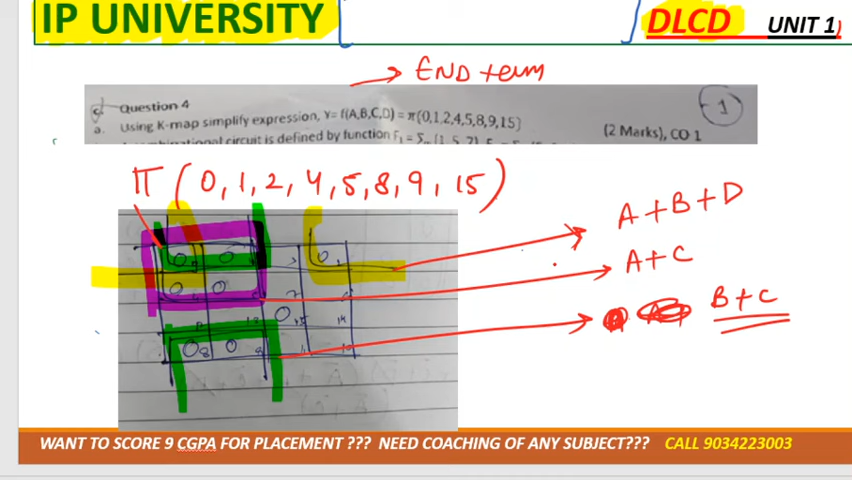 IP UNIVERSITY
DLCD UNIT 1)
→ END term
Question 4
a. Using K-map simplify expression, Y= f(A,B,C,D) = π(0,1,2,4,5,8,9,15)
(2 Marks), CO 1
1
π (0, 1, 2, 4, 5, 8, 9, 15)
A + B + D
A + C
B + C
WANT TO SCORE 9 CGPA FOR PLACEMENT ??? NEED COACHING OF ANY SUBJECT??? CALL 9034223003